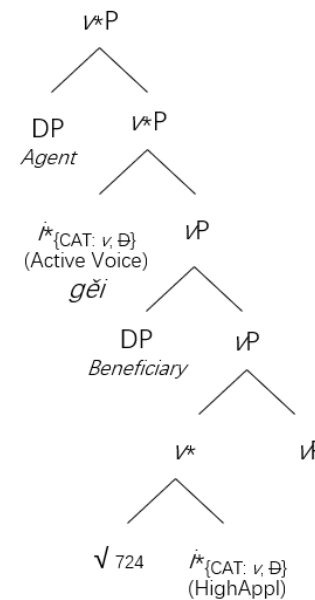 v*P
DP v*P
Agent
i*{CAT: v, D} vP
(Active Voice)
gěi
DP vP
Beneficiary
v*
√ 724 i*{CAT: v, D}
(HighAppl)